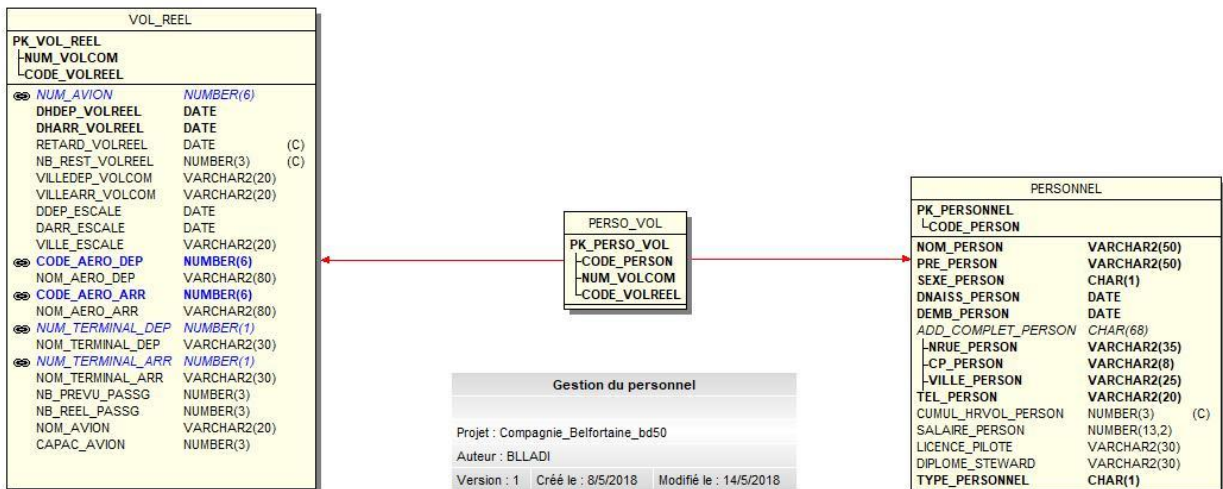 VOL_REEL
PK_VOL_REEL
NUM_VOLCOM
CODE_VOLREEL
NUM_AVION NUMBER(6)
DHDEP_VOLREEL DATE
DHARR_VOLREEL DATE
RETARD_VOLREEL DATE (C)
NB_REST_VOLREEL NUMBER(3) (C)
VILLEDEP_VOLCOM VARCHAR2(20)
VILLEARR_VOLCOM VARCHAR2(20)
DDEP_ESCALE DATE
DARR_ESCALE DATE
VILLE_ESCALE VARCHAR2(20)
CODE_AERO_DEP NUMBER(6)
NOM_AERO_DEP VARCHAR2(80)
CODE_AERO_ARR NUMBER(6)
NOM_AERO_ARR VARCHAR2(80)
NUM_TERMINAL_DEP NUMBER(1)
NOM_TERMINAL_DEP VARCHAR2(30)
NUM_TERMINAL_ARR NUMBER(1)
NOM_TERMINAL_ARR VARCHAR2(30)
NB_PREVU_PASSG NUMBER(3)
NB_REEL_PASSG NUMBER(3)
NOM_AVION VARCHAR2(20)
CAPAC_AVION NUMBER(3)
PERSO_VOL
PK_PERSO_VOL
CODE_PERSON
NUM_VOLCOM
CODE_VOLREEL
PERSONNEL
PK_PERSONNEL
CODE_PERSON
NOM_PERSON VARCHAR2(50)
PRE_PERSON VARCHAR2(50)
SEXE_PERSON CHAR(1)
DNAISS_PERSON DATE
DEMB_PERSON DATE
ADD_COMPLET_PERSON CHAR(68)
NRUE_PERSON VARCHAR2(35)
CP_PERSON VARCHAR2(8)
VILLE_PERSON VARCHAR2(25)
TEL_PERSON VARCHAR2(20)
CUMUL_HRVOL_PERSON NUMBER(3) (C)
SALAIRE_PERSON NUMBER(13,2)
LICENCE_PILOTE VARCHAR2(30)
DIPLOME_STEWARD VARCHAR2(30)
TYPE_PERSONNEL CHAR(1)
Gestion du personnel
Projet : Compagnie_Belfortaine_bd50
Auteur : BLLADI
Version : 1 Créé le : 8/5/2018 Modifié le : 14/5/2018